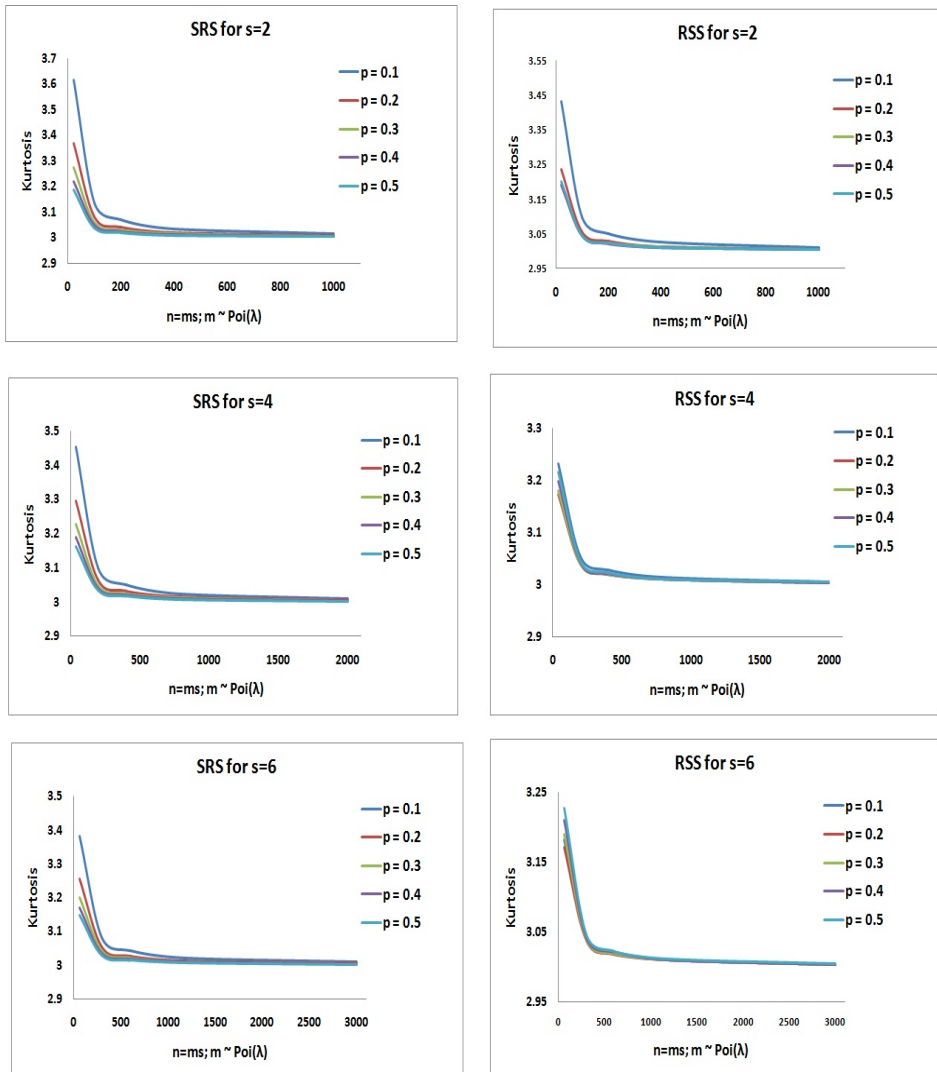 SRS for s=2
3.7
3.6
3.5
3.4
3.3
3.2
3.1
3
2.9
Kurtosis
0 200 400 600 800 1000
n=ms; m ~ Poi(λ)
p = 0.1
p = 0.2
p = 0.3
p = 0.4
p = 0.5
RSS for s=2
3.55
3.45
3.35
3.25
3.15
3.05
2.95
Kurtosis
0 200 400 600 800 1000
n=ms; m ~ Poi(λ)
p = 0.1
p = 0.2
p = 0.3
p = 0.4
p = 0.5
SRS for s=4
3.5
3.4
3.3
3.2
3.1
3
2.9
Kurtosis
0 500 1000 1500 2000
n=ms; m ~ Poi(λ)
p = 0.1
p = 0.2
p = 0.3
p = 0.4
p = 0.5
RSS for s=4
3.3
3.2
3.1
3
2.9
Kurtosis
0 500 1000 1500 2000
n=ms; m ~ Poi(λ)
p = 0.1
p = 0.2
p = 0.3
p = 0.4
p = 0.5
SRS for s=6
3.5
3.4
3.3
3.2
3.1
3
2.9
Kurtosis
0 500 1000 1500 2000 2500 3000
n=ms; m ~ Poi(λ)
p = 0.1
p = 0.2
p = 0.3
p = 0.4
p = 0.5
RSS for s=6
3.25
3.15
3.05
2.95
Kurtosis
0 500 1000 1500 2000 2500 3000
n=ms; m ~ Poi(λ)
p = 0.1
p = 0.2
p = 0.3
p = 0.4
p = 0.5